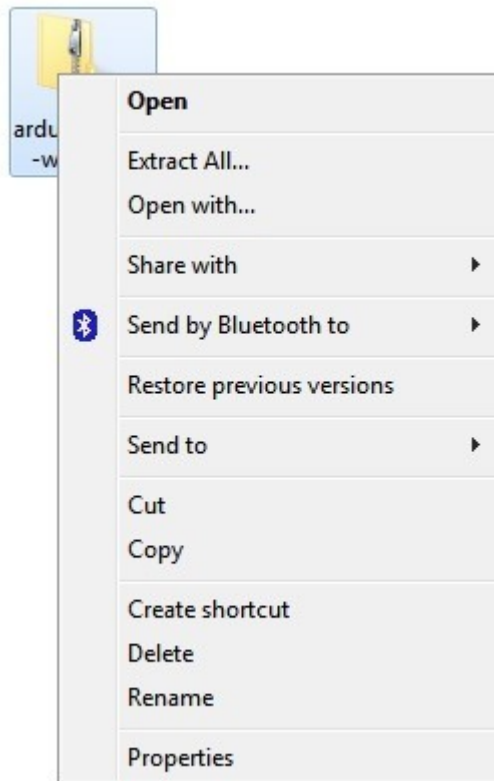 Open
ardu
-w
Extract All...
Open with...
Share with
Send by Bluetooth to
Restore previous versions
Send to
Cut
Copy
Create shortcut
Delete
Rename
Properties